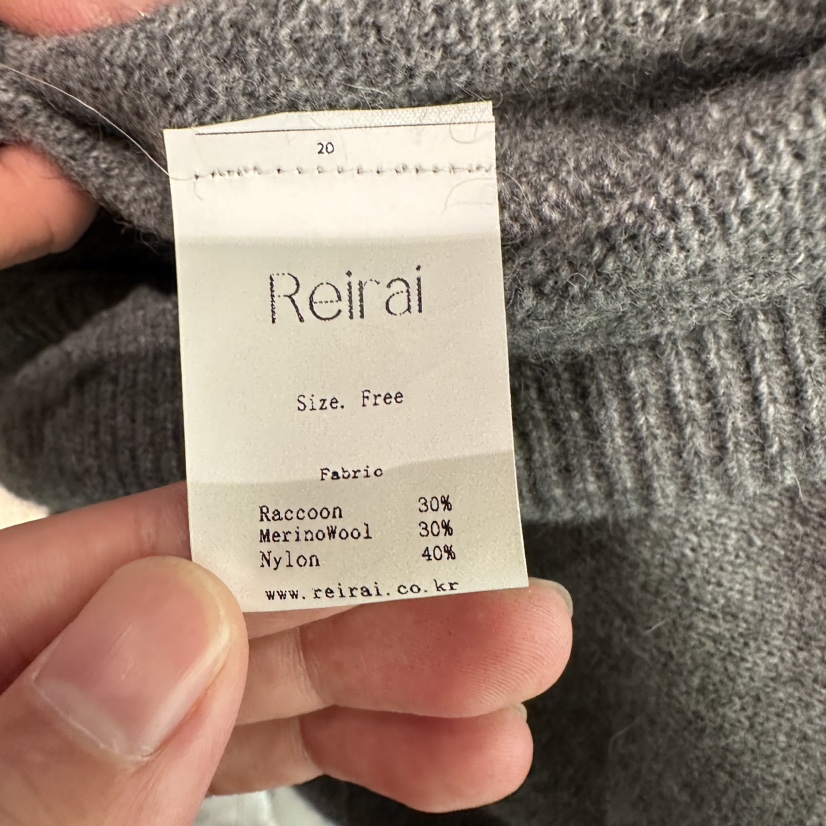 20
Reirai
Size. Free
Fabric
Raccoon 30%
MerinoWool 30%
Nylon 40%
www.reirai.co.kr